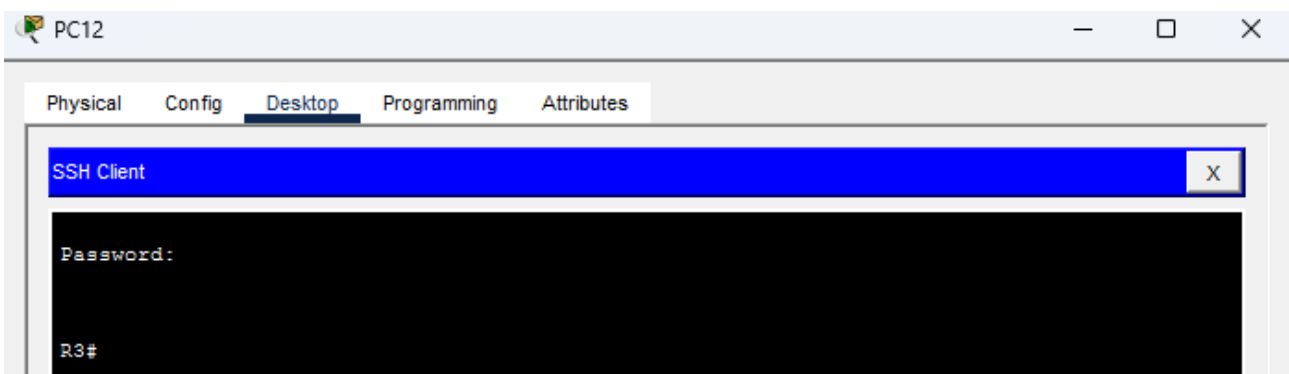 PC12
Physical Config Desktop Programming Attributes
SSH Client X
Password:
R3#